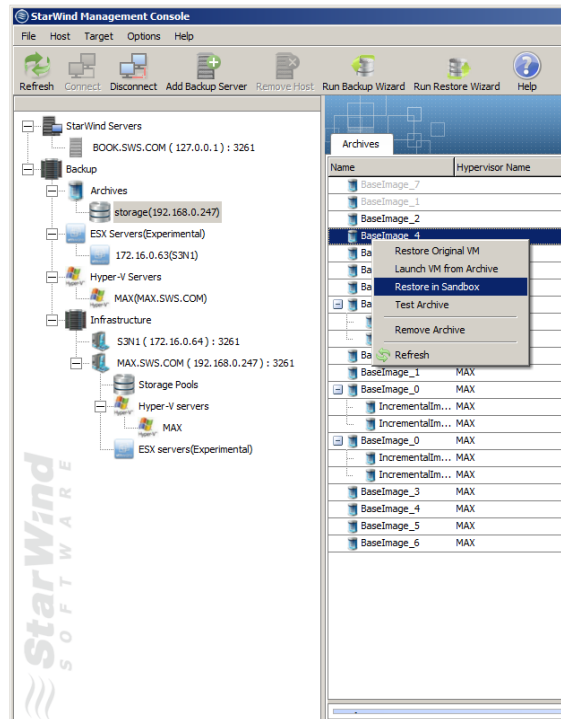 StarWind Management Console
File Host Target Options Help
Refresh Connect Disconnect Add Backup Server Remove Host Run Backup Wizard Run Restore Wizard Help
StarWind Servers
BOOK.SWS.COM ( 127.0.0.1 ) : 3261
Backup
Archives
storage(192.168.0.247)
ESX Servers(Experimental)
172.16.0.63(S3N1)
Hyper-V Servers
MAX(MAX.SWS.COM)
Infrastructure
S3N1 ( 172.16.0.64 ) : 3261
MAX.SWS.COM ( 192.168.0.247 ) : 3261
Storage Pools
Hyper-V servers
MAX
ESX servers(Experimental)
StarWind
SOFTWARE
Archives
Name Hypervisor Name
BaseImage_7
BaseImage_1
BaseImage_2
BaseImage_4
Ba
Ba
Ba
Ba
Ba
Restore Original VM
Launch VM from Archive
Restore in Sandbox
Test Archive
Remove Archive
Refresh
BaseImage_1 MAX
BaseImage_0 MAX
IncrementalIm... MAX
IncrementalIm... MAX
BaseImage_0 MAX
IncrementalIm... MAX
IncrementalIm... MAX
BaseImage_3 MAX
BaseImage_4 MAX
BaseImage_5 MAX
BaseImage_6 MAX